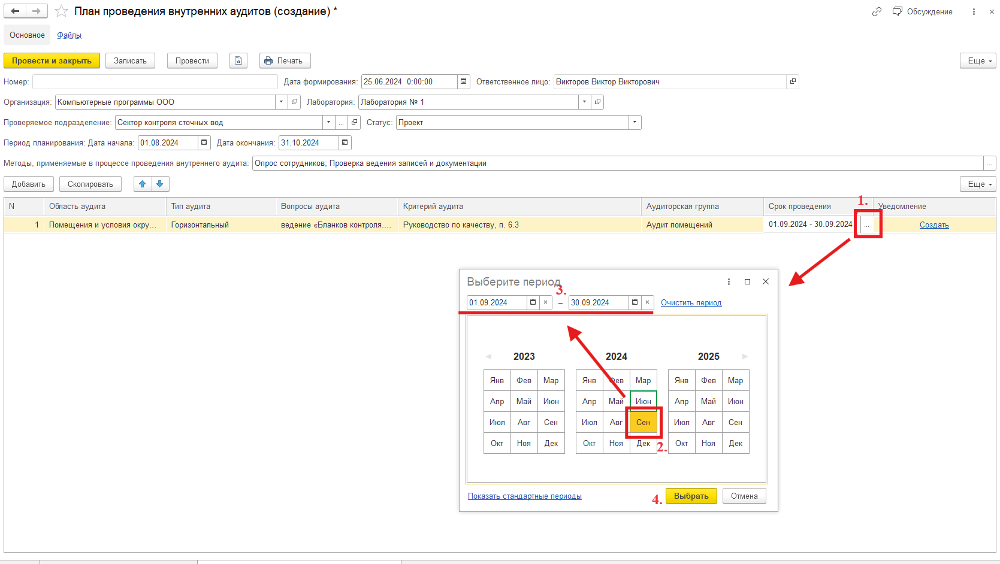 План проведения внутренних аудитов (создание) *
Обсуждение
Основное Файлы
Провести и закрыть Записать Провести Печать Еще
Номер: Дата формирования: 25.06.2024 0:00:00 Ответственное лицо: Викторов Виктор Викторович
Организация: Компьютерные программы ООО Лаборатория: Лаборатория № 1
Проверяемое подразделение: Сектор контроля сточных вод ... Статус: Проект
Период планирования: Дата начала: 01.08.2024 Дата окончания: 31.10.2024
Методы, применяемые в процессе проведения внутреннего аудита: Опрос сотрудников; Проверка ведения записей и документации ...
Добавить Скопировать Еще
1.
N Область аудита Тип аудита Вопросы аудита Критерий аудита Аудиторская группа Срок проведения Уведомление
1 Помещения и условия окру... Горизонтальный ведение «Бланков контроля.... Руководство по качеству, п. 6.3 Аудит помещений 01.09.2024 - 30.09.2024 ... Создать
Выберите период
3.
01.09.2024 – 30.09.2024 Очистить период
2023 2024 2025
Янв Фев Мар Янв Фев Мар Янв Фев Мар
Апр Май Июн Апр Май Июн Апр Май Июн
Июл Авг Сен Июл Авг Сен Июл Авг Сен
Окт Ноя Дек Окт Ноя Дек Окт Ноя Дек
2.
Показать стандартные периоды 4. Выбрать Отмена